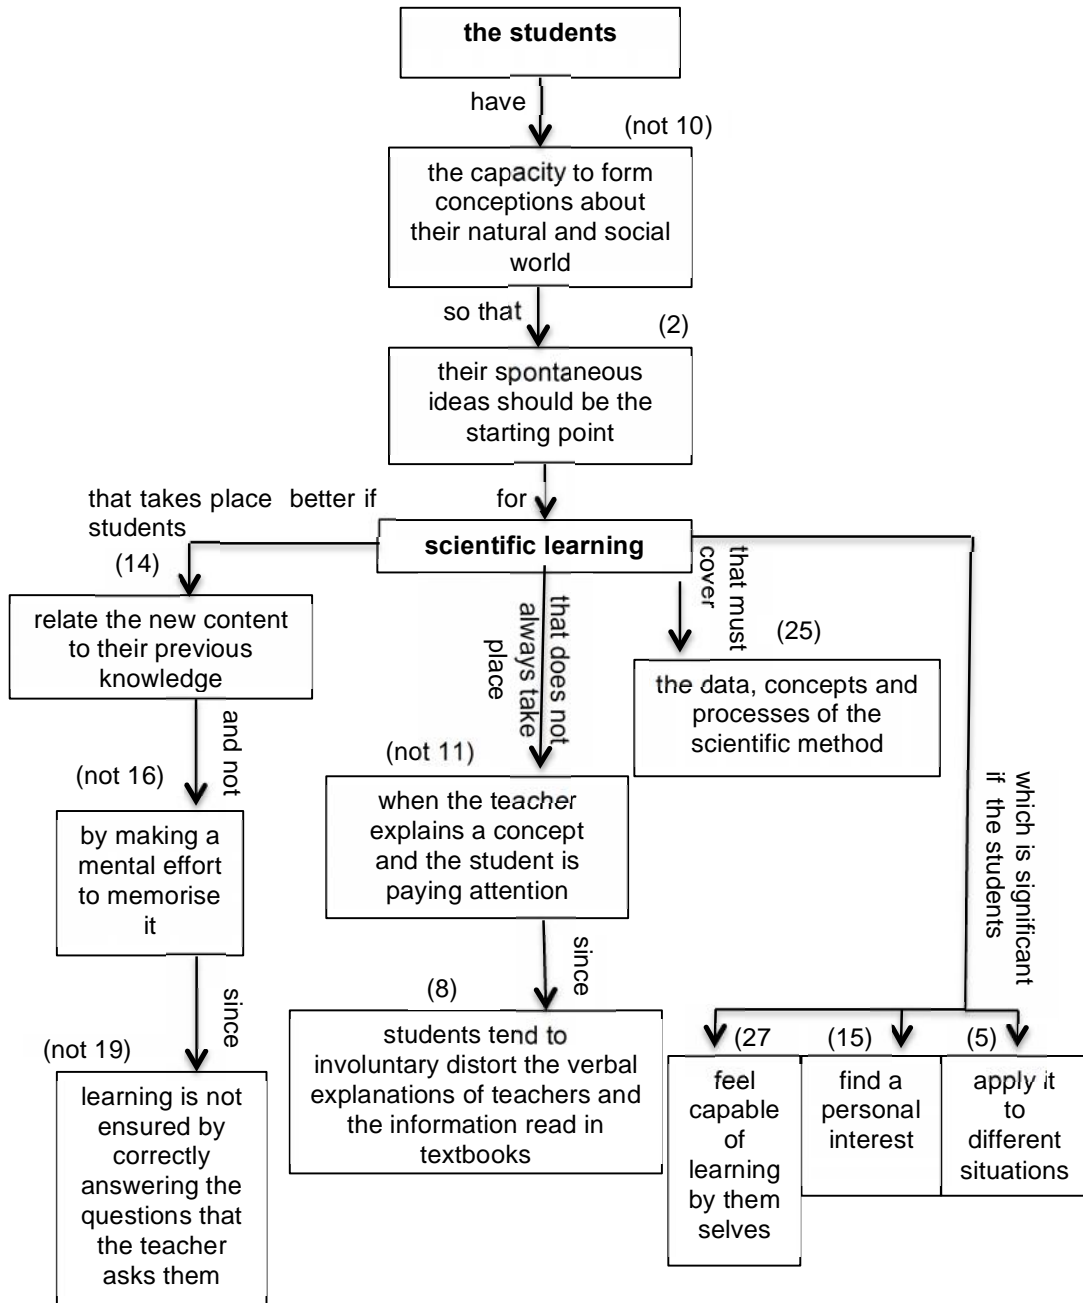 the students
have
(not 10)
the capacity to form
conceptions about
their natural and social
world
so that
(2)
their spontaneous
ideas should be the
starting point
that takes place  better if
students
for
scientific learning
(14)
relate the new content
to their previous
knowledge
and not
(not 16)
by making a
mental effort
to memorise
it
since
(not 19)
learning is not
ensured by
correctly
answering the
questions that
the teacher
asks them
that does not
always take
place
(not 11)
when the teacher
explains a concept
and the student is
paying attention
since
(8)
students tend to
involuntary distort the verbal
explanations of teachers and
the information read in
textbooks
that must
cover
(25)
the data, concepts and
processes of the
scientific method
which is significant
if  the students
(27
feel
capable
of
learning
by them
selves
(15)
find a
personal
interest
(5)
apply it
to
different
situations